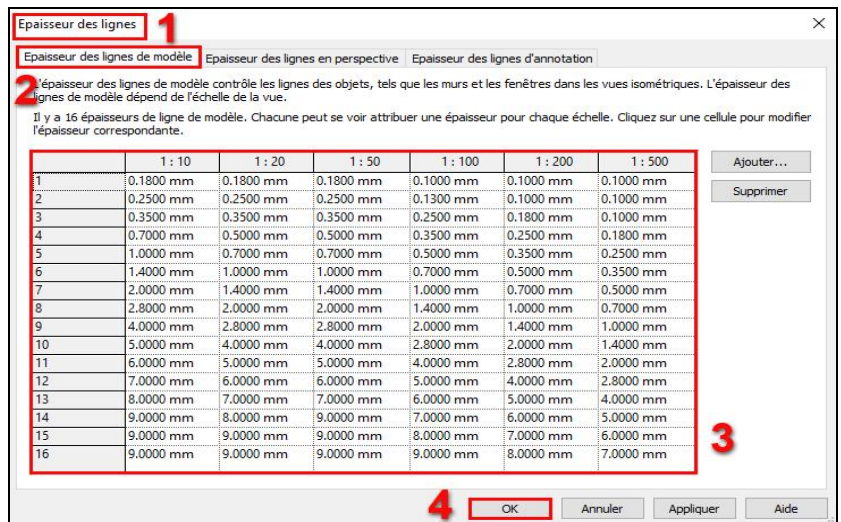 Epaisseur des lignes 1
Epaisseur des lignes de modèle Epaisseur des lignes en perspective Epaisseur des lignes d'annotation
2
L'épaisseur des lignes de modèle contrôle les lignes des objets, tels que les murs et les fenêtres dans les vues isométriques. L'épaisseur des
lignes de modèle dépend de l'échelle de la vue.
Il y a 16 épaisseurs de ligne de modèle. Chacune peut se voir attribuer une épaisseur pour chaque échelle. Cliquez sur une cellule pour modifier
l'épaisseur correspondante.
1 : 10 1 : 20 1 : 50 1 : 100 1 : 200 1 : 500 Ajouter...
1 0.1800 mm 0.1800 mm 0.1800 mm 0.1000 mm 0.1000 mm 0.1000 mm
Supprimer
2 0.2500 mm 0.2500 mm 0.2500 mm 0.1300 mm 0.1000 mm 0.1000 mm
3 0.3500 mm 0.3500 mm 0.3500 mm 0.2500 mm 0.1800 mm 0.1000 mm
4 0.7000 mm 0.5000 mm 0.5000 mm 0.3500 mm 0.2500 mm 0.1800 mm
5 1.0000 mm 0.7000 mm 0.7000 mm 0.5000 mm 0.3500 mm 0.2500 mm
6 1.4000 mm 1.0000 mm 1.0000 mm 0.7000 mm 0.5000 mm 0.3500 mm
7 2.0000 mm 1.4000 mm 1.4000 mm 1.0000 mm 0.7000 mm 0.5000 mm
8 2.8000 mm 2.0000 mm 2.0000 mm 1.4000 mm 1.0000 mm 0.7000 mm
9 4.0000 mm 2.8000 mm 2.8000 mm 2.0000 mm 1.4000 mm 1.0000 mm
10 5.0000 mm 4.0000 mm 4.0000 mm 2.8000 mm 2.0000 mm 1.4000 mm
11 6.0000 mm 5.0000 mm 5.0000 mm 4.0000 mm 2.8000 mm 2.0000 mm
12 7.0000 mm 6.0000 mm 6.0000 mm 5.0000 mm 4.0000 mm 2.8000 mm
13 8.0000 mm 7.0000 mm 7.0000 mm 6.0000 mm 5.0000 mm 4.0000 mm
14 9.0000 mm 8.0000 mm 9.0000 mm 7.0000 mm 6.0000 mm 5.0000 mm
15 9.0000 mm 9.0000 mm 9.0000 mm 8.0000 mm 7.0000 mm 6.0000 mm
16 9.0000 mm 9.0000 mm 9.0000 mm 9.0000 mm 8.0000 mm 7.0000 mm
3
4 OK Annuler Appliquer Aide